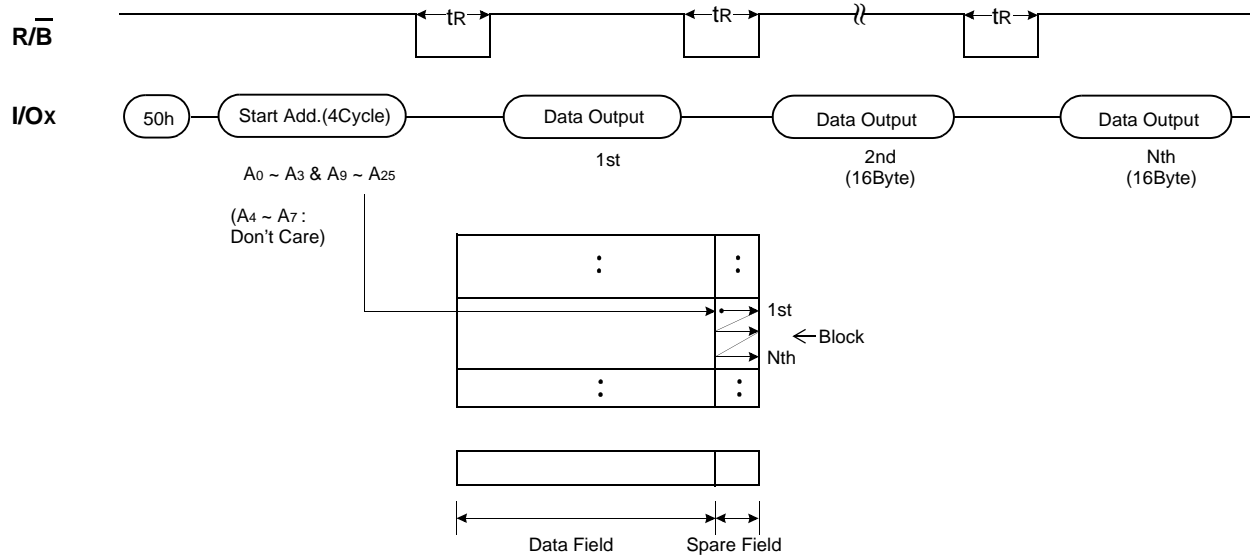 R/B tR tR tR
I/Ox 50h Start Add.(4Cycle) Data Output Data Output Data Output
1st 2nd Nth
(16Byte) (16Byte)
A0 ~ A3 & A9 ~ A25
(A4 ~ A7 :
Don't Care)
1st
Block
Nth
Data Field Spare Field